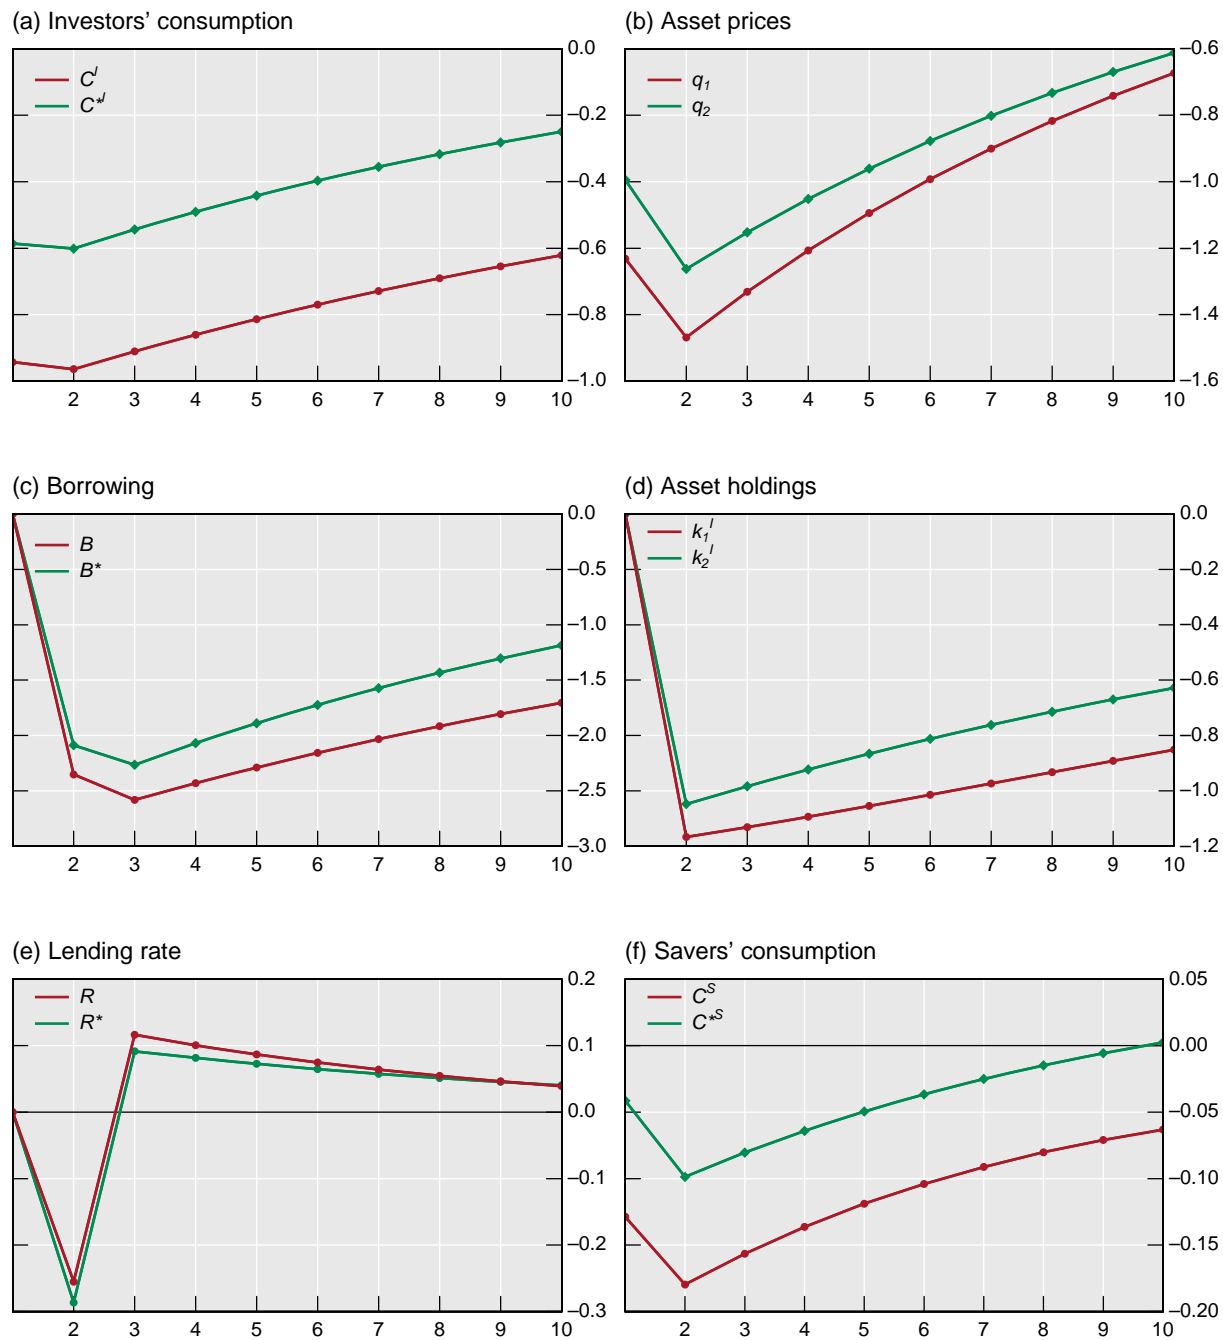 (a) Investors’ consumption
0.0
–0.2
–0.4
–0.6
–0.8
–1.0
C^I
C*^I
2 3 4 5 6 7 8 9 10
(b) Asset prices
–0.6
–0.8
–1.0
–1.2
–1.4
–1.6
q₁
q₂
2 3 4 5 6 7 8 9 10
(c) Borrowing
0.0
–0.5
–1.0
–1.5
–2.0
–2.5
–3.0
B
B*
2 3 4 5 6 7 8 9 10
(d) Asset holdings
0.0
–0.2
–0.4
–0.6
–0.8
–1.0
–1.2
k₁^I
k₂^I
2 3 4 5 6 7 8 9 10
(e) Lending rate
0.2
0.1
0.0
–0.1
–0.2
–0.3
R
R*
2 3 4 5 6 7 8 9 10
(f) Savers’ consumption
0.05
0.00
–0.05
–0.10
–0.15
–0.20
C^S
C*^S
2 3 4 5 6 7 8 9 10